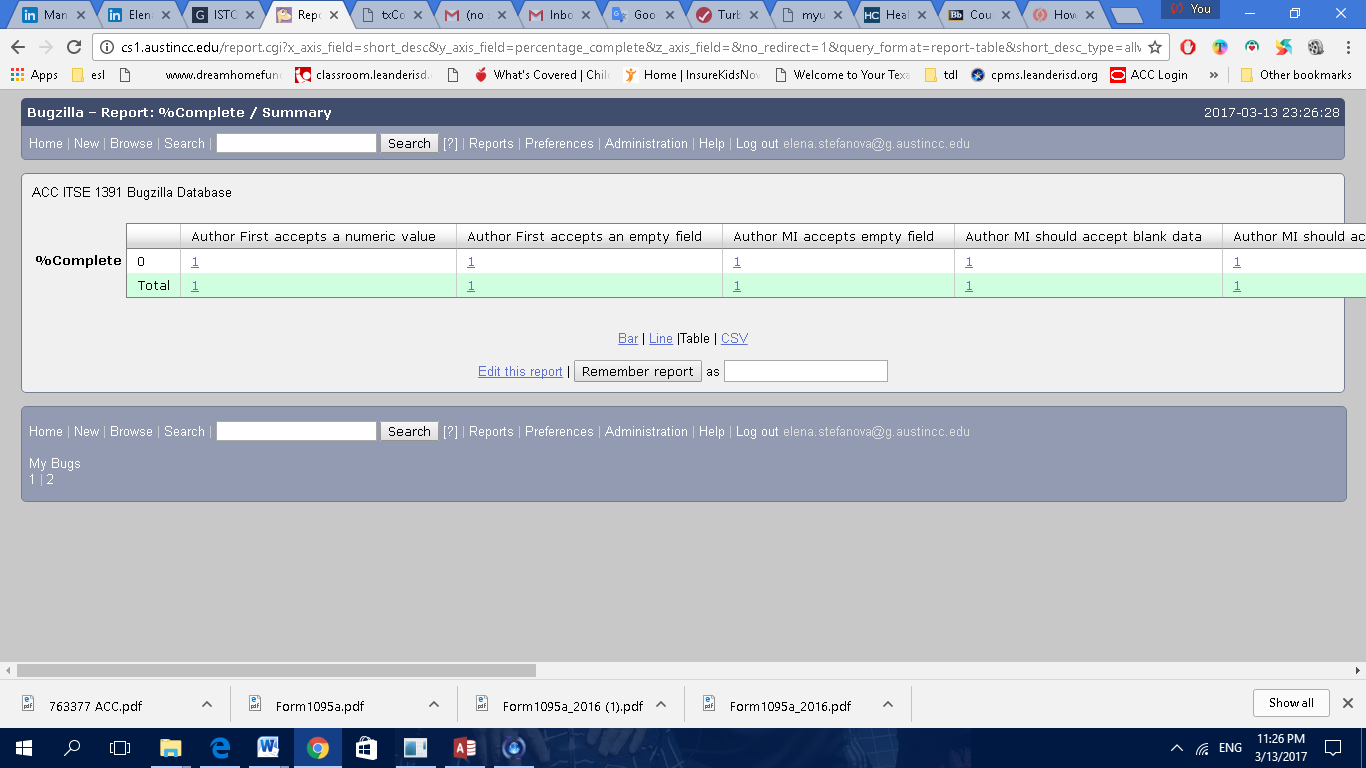 Man
Elen
ISTC
Repo
txCo
(no
Inbo
Goo
Turb
myu
Heal
Cou
How
You
cs1.austincc.edu/report.cgi?x_axis_field=short_desc&y_axis_field=percentage_complete&z_axis_field=&no_redirect=1&query_format=report-table&short_desc_type=allw
Apps esl www.dreamhomefun classroom.leanderisd. What's Covered | Chil Home | InsureKidsNo Welcome to Your Texa tdl cpms.leanderisd.org ACC Login » Other bookmarks
Bugzilla – Report: %Complete / Summary 2017-03-13 23:26:28
Home | New | Browse | Search | Search [?] | Reports | Preferences | Administration | Help | Log out elena.stefanova@g.austincc.edu
ACC ITSE 1391 Bugzilla Database
Author First accepts a numeric value Author First accepts an empty field Author MI accepts empty field Author MI should accept blank data Author MI should ac
%Complete 0 1 1 1 1 1
Total 1 1 1 1 1
Bar | Line |Table | CSV
Edit this report | Remember report as
Home | New | Browse | Search | Search [?] | Reports | Preferences | Administration | Help | Log out elena.stefanova@g.austincc.edu
My Bugs
1 | 2
763377 ACC.pdf Form1095a.pdf Form1095a_2016 (1).pdf Form1095a_2016.pdf Show all
ENG 11:26 PM
3/13/2017